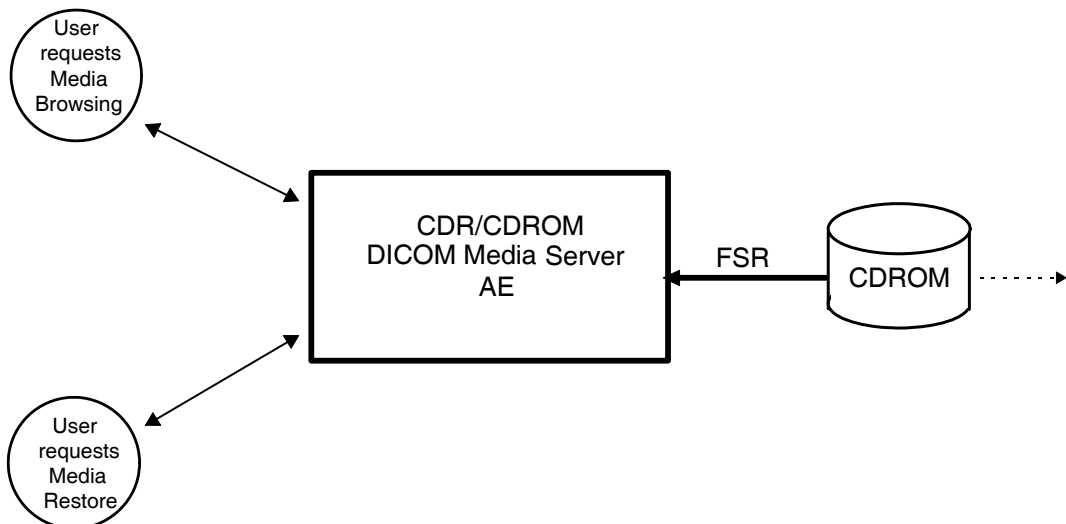 User
requests
Media
Browsing
CDR/CDROM
DICOM Media Server
AE
FSR
CDROM
User
requests
Media
Restore